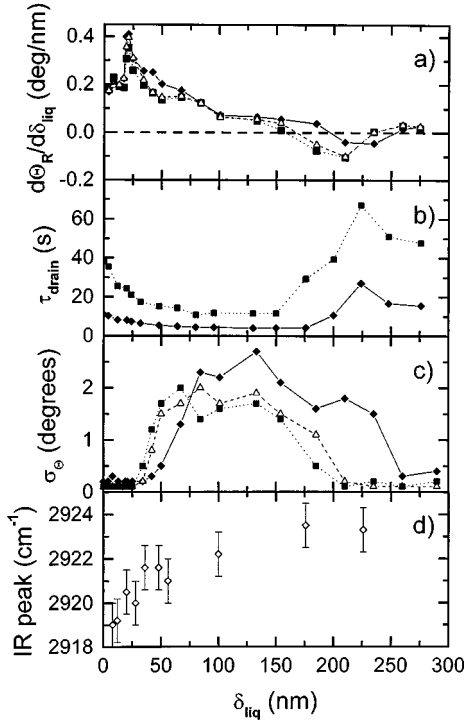 dΘR/dδliq (deg/nm)
0.4
0.2
0.0
-0.2
a)
τdrain (s)
60
40
20
0
b)
σΘ (degrees)
2
1
0
c)
IR peak (cm-1)
2924
2922
2920
2918
d)
0 50 100 150 200 250 300
δliq (nm)